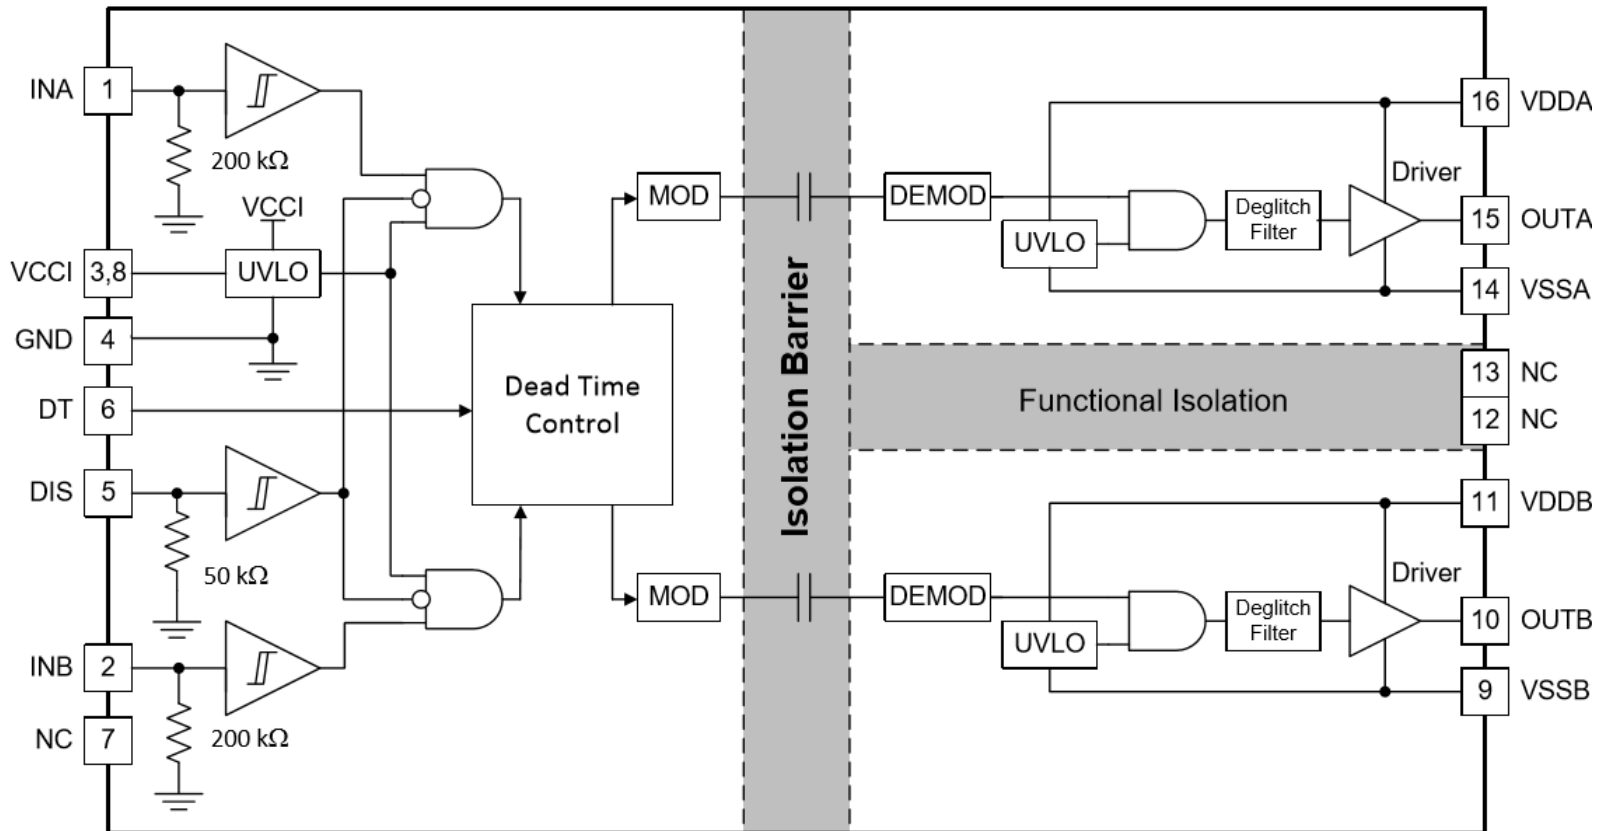 INA
1
200 kΩ
VCCI
VCCI
3,8
UVLO
GND
4
DT
6
DIS
5
50 kΩ
INB
2
200 kΩ
NC
7
Dead Time
Control
MOD
MOD
Isolation Barrier
DEMOD
UVLO
Deglitch
Filter
Driver
16
VDDA
15
OUTA
14
VSSA
Functional Isolation
13
NC
12
NC
DEMOD
UVLO
Deglitch
Filter
Driver
11
VDDB
10
OUTB
9
VSSB